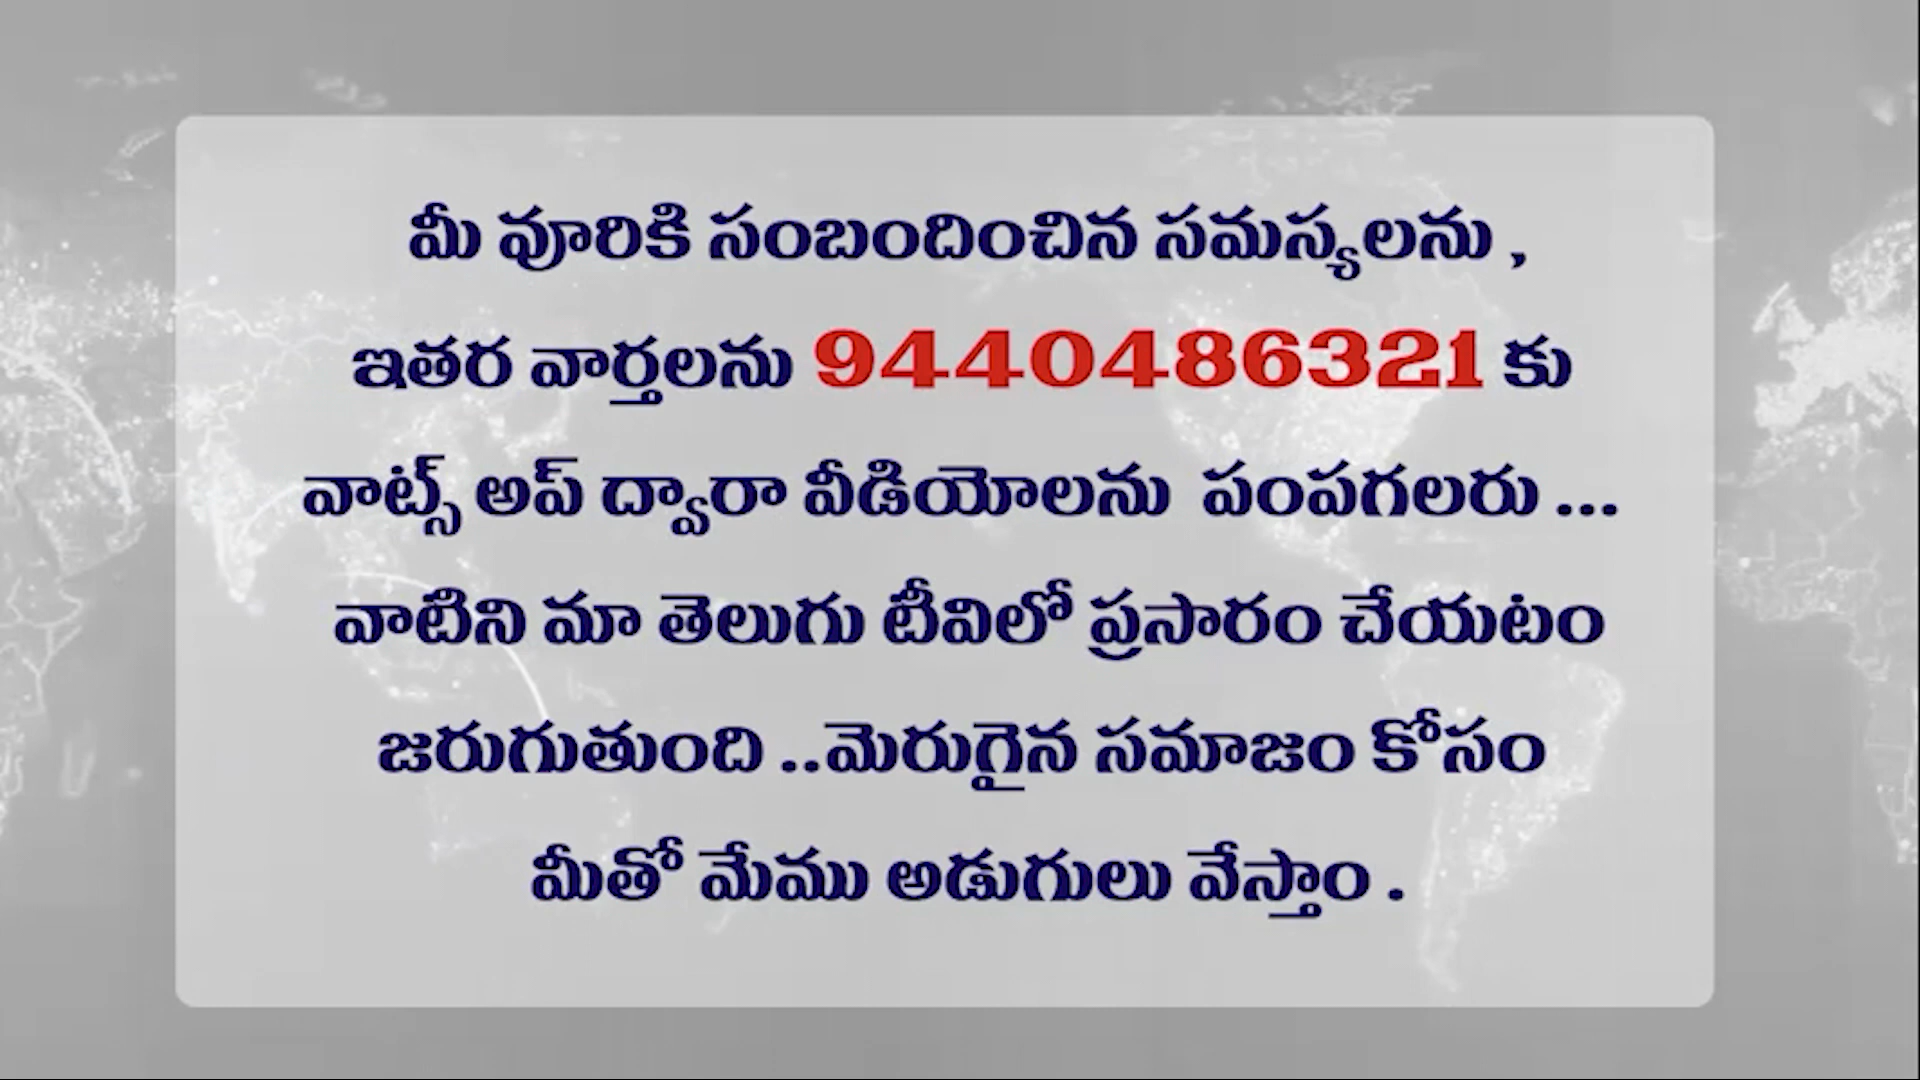 మీ వూరికి సంబందించిన సమస్యలను ,
ఇతర వార్తలను 9440486321 కు
వాట్స్ అప్ ద్వారా వీడియోలను పంపగలరు ...
వాటిని మా తెలుగు టీవిలో ప్రసారం చేయటం
జరుగుతుంది ..మెరుగైన సమాజం కోసం
మీతో మేము అడుగులు వేస్తాం .